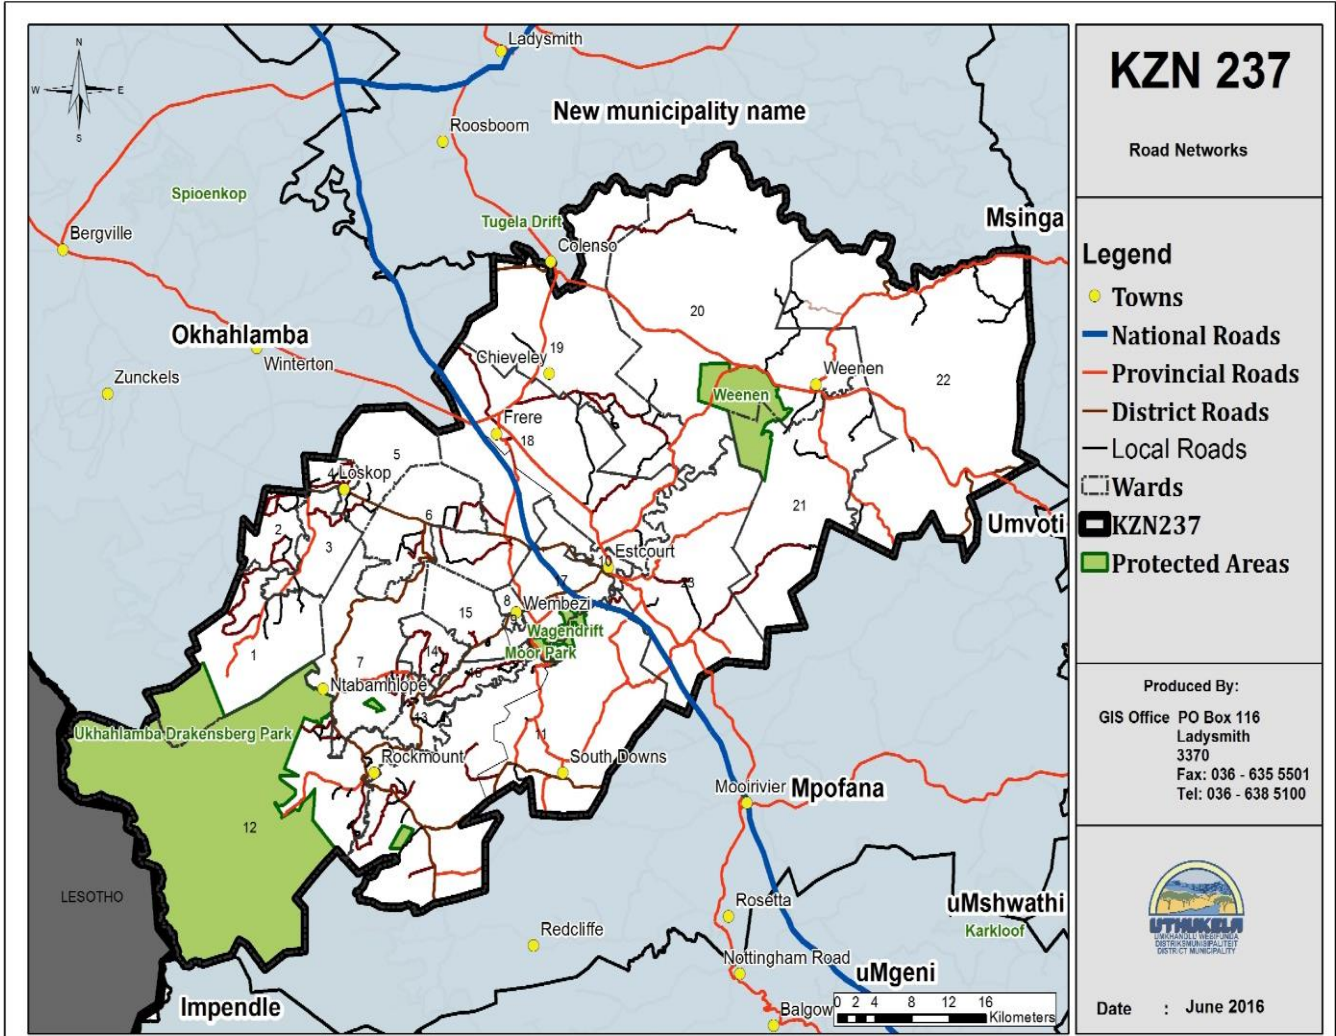 N
W
E
S
Ladysmith
New municipality name
Roosboom
Spioenkop
Msinga
Tugela Drift
Bergville
Colenso
20
Okhahlamba
Winterton
19
Chieveley
Zunckels
Weenen
Weenen
22
Frere
18
5
4
Loskop
2
6
21
Umvoti
3
Estcourt
10
17
23
15
8
Wembezi
9
Wagendrift
14
Moor Park
1
7
16
Ntabamhlope
13
11
Ukhahlamba Drakensberg Park
Rockmount
South Downs
Mooirivier
Mpofana
12
LESOTHO
Rosetta
uMshwathi
Karkloof
Redcliffe
Nottingham Road
uMgeni
Impendle
Balgow
0 2 4 8 12 16
Kilometers
KZN 237
Road Networks
Legend
Towns
National Roads
Provincial Roads
District Roads
Local Roads
Wards
KZN237
Protected Areas
Produced By:
GIS Office PO Box 116
Ladysmith
3370
Fax: 036 - 635 5501
Tel: 036 - 638 5100
UTHUKELA
DISTRIKSMUNISIPALITEIT
DISTRICT MUNICIPALITY
Date : June 2016